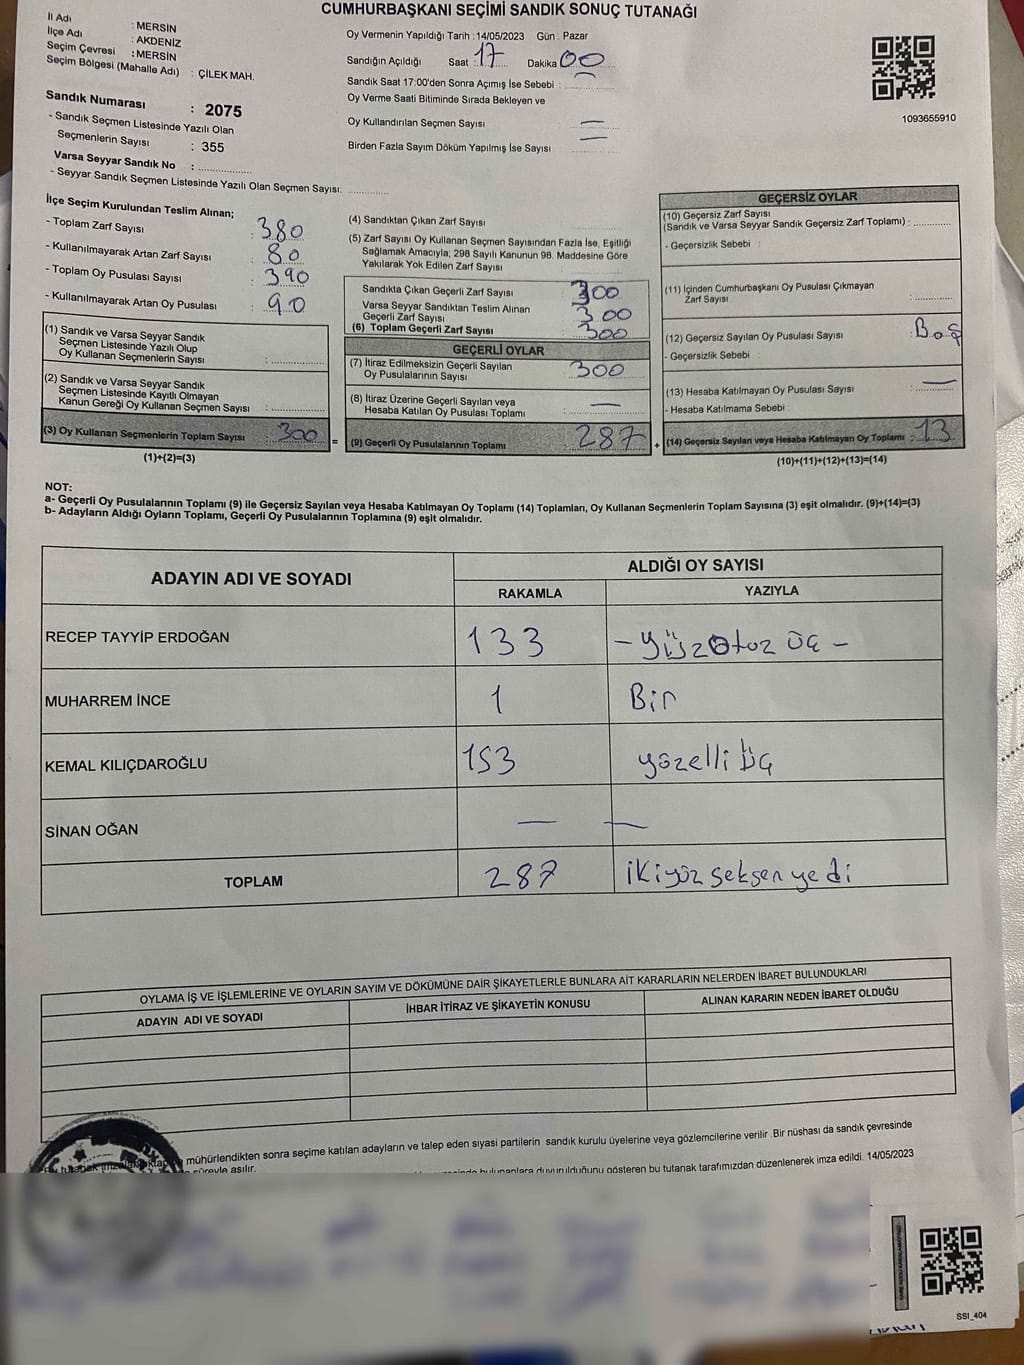 CUMHURBAŞKANI SEÇİMİ SANDIK SONUÇ TUTANAĞI
İl Adı : MERSİN
İlçe Adı : AKDENİZ
Seçim Çevresi : MERSİN
Seçim Bölgesi (Mahalle Adı) : ÇİLEK MAH.
Sandık Numarası : 2075
- Sandık Seçmen Listesinde Yazılı Olan
Seçmenlerin Sayısı : 355
Varsa Seyyar Sandık No :
- Seyyar Sandık Seçmen Listesinde Yazılı Olan Seçmen Sayısı:
Oy Vermenin Yapıldığı Tarih : 14/05/2023 Gün : Pazar
Sandığın Açıldığı Saat : 17 Dakika 00
Sandık Saat 17:00'den Sonra Açımış İse Sebebi : —
Oy Verme Saati Bitiminde Sırada Bekleyen ve
Oy Kullandırılan Seçmen Sayısı —
Birden Fazla Sayım Döküm Yapılmış İse Sayısı —
1093655910
İlçe Seçim Kurulundan Teslim Alınan;
- Toplam Zarf Sayısı : 380
- Kullanılmayarak Artan Zarf Sayısı : 80
- Toplam Oy Pusulası Sayısı : 390
- Kullanılmayarak Artan Oy Pusulası : 90
(1) Sandık ve Varsa Seyyar Sandık
Seçmen Listesinde Yazılı Olup
Oy Kullanan Seçmenlerin Sayısı :
(2) Sandık ve Varsa Seyyar Sandık
Seçmen Listesinde Kayıtlı Olmayan
Kanun Gereği Oy Kullanan Seçmen Sayısı :
(3) Oy Kullanan Seçmenlerin Toplam Sayısı : 300 =
(1)+(2)=(3)
(4) Sandıktan Çıkan Zarf Sayısı
(5) Zarf Sayısı Oy Kullanan Seçmen Sayısından Fazla İse, Eşitliği
Sağlamak Amacıyla; 298 Sayılı Kanunun 98. Maddesine Göre
Yakılarak Yok Edilen Zarf Sayısı
Sandıkta Çıkan Geçerli Zarf Sayısı 300
Varsa Seyyar Sandıktan Teslim Alınan
Geçerli Zarf Sayısı 300
(6) Toplam Geçerli Zarf Sayısı 300
GEÇERLİ OYLAR
(7) İtiraz Edilmeksizin Geçerli Sayılan
Oy Pusulalarının Sayısı : 300
(8) İtiraz Üzerine Geçerli Sayılan veya
Hesaba Katılan Oy Pusulası Toplamı : —
(9) Geçerli Oy Pusulalarının Toplamı : 287 +
GEÇERSİZ OYLAR
(10) Geçersiz Zarf Sayısı
(Sandık ve Varsa Seyyar Sandık Geçersiz Zarf Toplamı) :
- Geçersizlik Sebebi :
(11) İçinden Cumhurbaşkanı Oy Pusulası Çıkmayan
Zarf Sayısı :
(12) Geçersiz Sayılan Oy Pusulası Sayısı : Boş
- Geçersizlik Sebebi :
(13) Hesaba Katılmayan Oy Pusulası Sayısı : —
- Hesaba Katılmama Sebebi :
(14) Geçersiz Sayılan veya Hesaba Katılmayan Oy Toplamı : 13
(10)+(11)+(12)+(13)=(14)
NOT:
a- Geçerli Oy Pusulalarının Toplamı (9) ile Geçersiz Sayılan veya Hesaba Katılmayan Oy Toplamı (14) Toplamları, Oy Kullanan Seçmenlerin Toplam Sayısına (3) eşit olmalıdır. (9)+(14)=(3)
b- Adayların Aldığı Oyların Toplamı, Geçerli Oy Pusulalarının Toplamına (9) eşit olmalıdır.
ADAYIN ADI VE SOYADI
ALDIĞI OY SAYISI
RAKAMLA YAZIYLA
RECEP TAYYİP ERDOĞAN 133 - yüzotuz üç -
MUHARREM İNCE 1 Bir
KEMAL KILIÇDAROĞLU 153 yüzelli üç
SİNAN OĞAN — —
TOPLAM 287 ikiyüz seksen yedi
OYLAMA İŞ VE İŞLEMLERİNE VE OYLARIN SAYIM VE DÖKÜMÜNE DAİR ŞİKAYETLERLE BUNLARA AİT KARARLARIN NELERDEN İBARET BULUNDUKLARI
ADAYIN ADI VE SOYADI İHBAR İTİRAZ VE ŞİKAYETİN KONUSU ALINAN KARARIN NEDEN İBARET OLDUĞU
mühürlendikten sonra seçime katılan adayların ve talep eden siyasi partilerin sandık kurulu üyelerine veya gözlemcilerine verilir .Bir nüshası da sandık çevresinde
süreyle asılır.
bulunanlara duyurulduğunu gösteren bu tutanak tarafımızdan düzenlenerek imza edildi. 14/05/2023
SSI_404